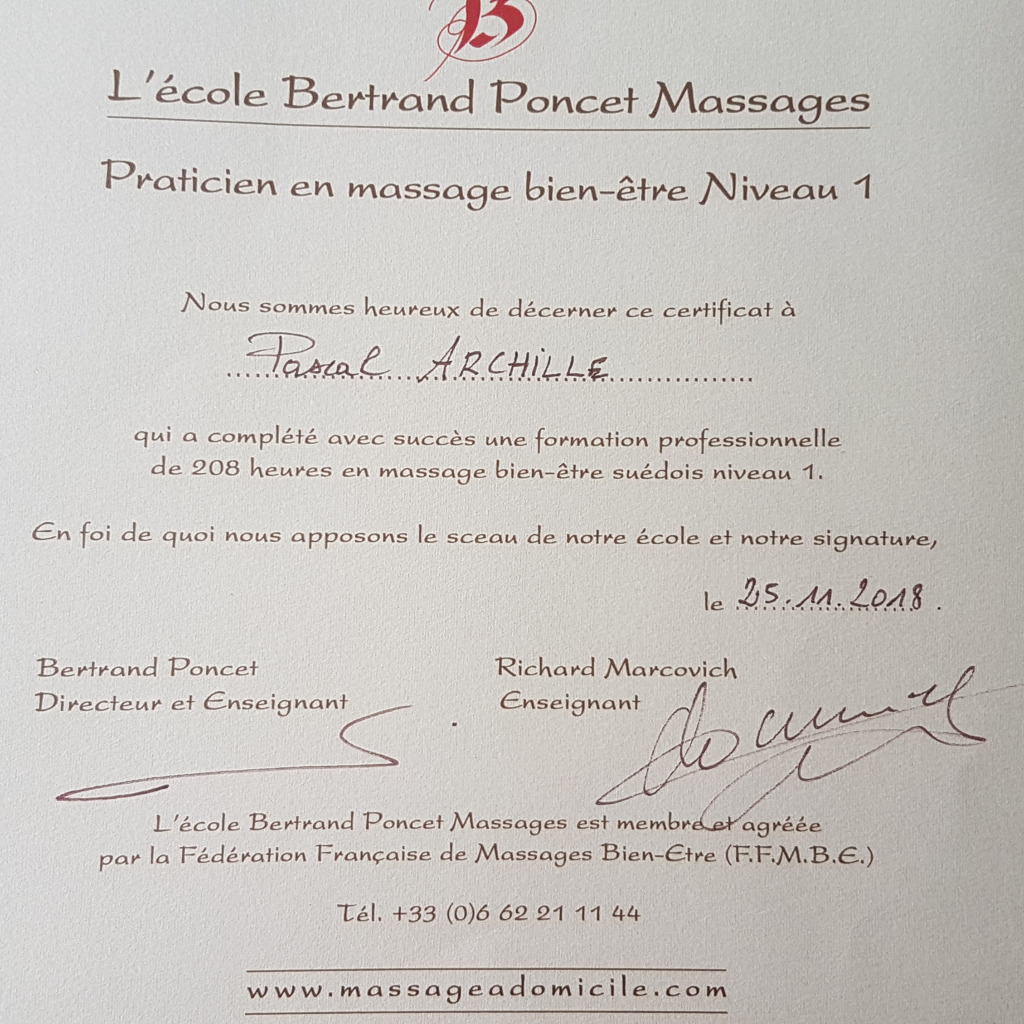 B
L'école Bertrand Poncet Massages
Praticien en massage bien-être Niveau 1
Nous sommes heureux de décerner ce certificat à
Pascal ARCHILLE
qui a complété avec succès une formation professionnelle
de 208 heures en massage bien-être suédois niveau 1.
En foi de quoi nous apposons le sceau de notre école et notre signature,
le 25.11.2018.
Bertrand Poncet
Directeur et Enseignant
Richard Marcovich
Enseignant
L'école Bertrand Poncet Massages est membre et agréée
par la Fédération Française de Massages Bien-Etre (F.F.M.B.E.)
Tél. +33 (0)6 62 21 11 44
www.massageadomicile.com